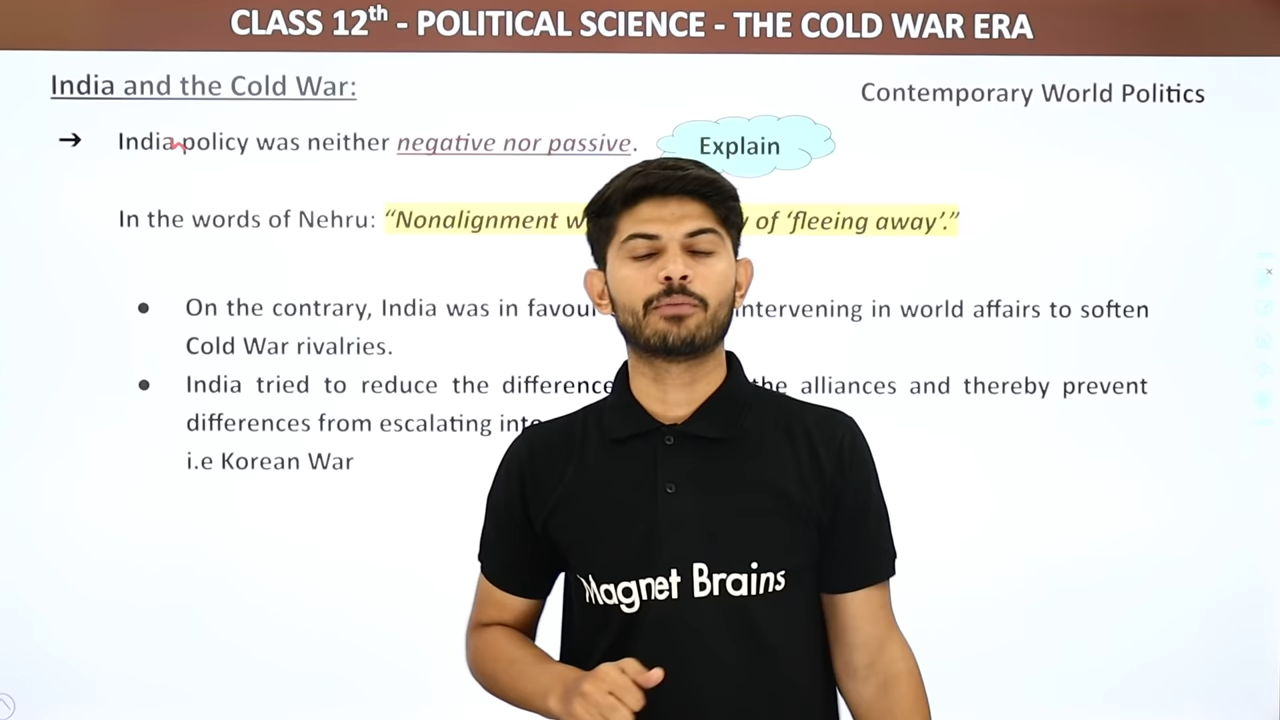 CLASS 12th - POLITICAL SCIENCE - THE COLD WAR ERA
India and the Cold War:
Contemporary World Politics
➔ India policy was neither negative nor passive.
Explain
In the words of Nehru: “Nonalignment of ‘fleeing away’.”
● On the contrary, India was in favour intervening in world affairs to soften
Cold War rivalries.
● India tried to reduce the the alliances and thereby prevent
differences from escalating
i.e Korean War
Magnet Brains